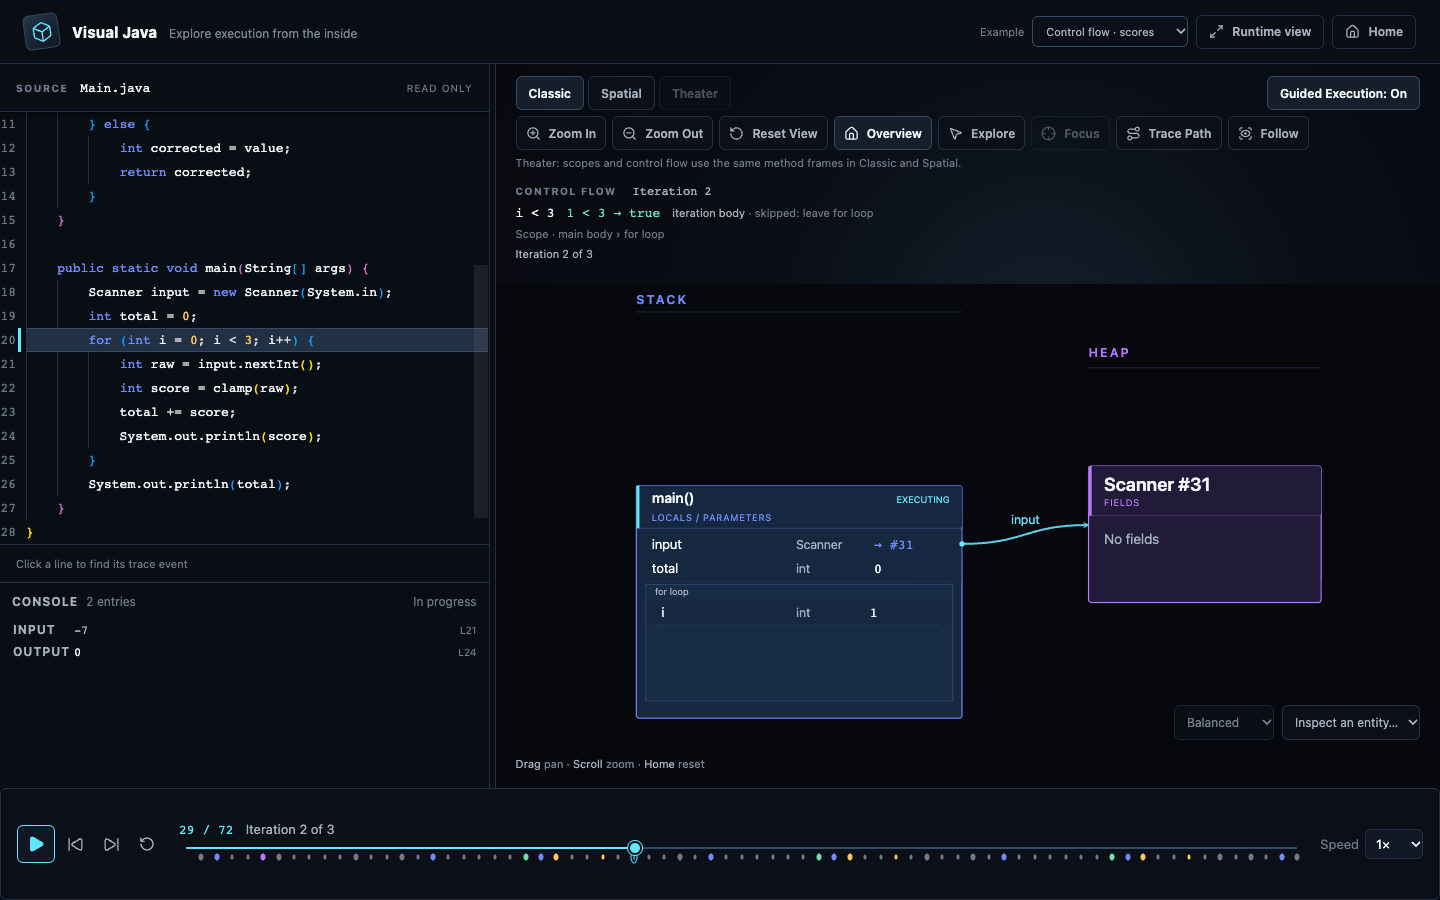 Visual Java Explore execution from the inside
Example Control flow · scores Runtime view Home
SOURCE Main.java READ ONLY
11 } else {
12 int corrected = value;
13 return corrected;
14 }
15 }
16
17 public static void main(String[] args) {
18 Scanner input = new Scanner(System.in);
19 int total = 0;
20 for (int i = 0; i < 3; i++) {
21 int raw = input.nextInt();
22 int score = clamp(raw);
23 total += score;
24 System.out.println(score);
25 }
26 System.out.println(total);
27 }
28 }
Click a line to find its trace event
CONSOLE 2 entries In progress
INPUT -7 L21
OUTPUT 0 L24
Classic Spatial Theater Guided Execution: On
Zoom In Zoom Out Reset View Overview Explore Focus Trace Path Follow
Theater: scopes and control flow use the same method frames in Classic and Spatial.
CONTROL FLOW Iteration 2
i < 3 1 < 3 → true iteration body · skipped: leave for loop
Scope · main body › for loop
Iteration 2 of 3
STACK
HEAP
main() EXECUTING
LOCALS / PARAMETERS
input Scanner → #31
total int 0
for loop
i int 1
input
Scanner #31
FIELDS
No fields
Balanced Inspect an entity...
Drag pan · Scroll zoom · Home reset
29 / 72 Iteration 2 of 3
Speed 1×